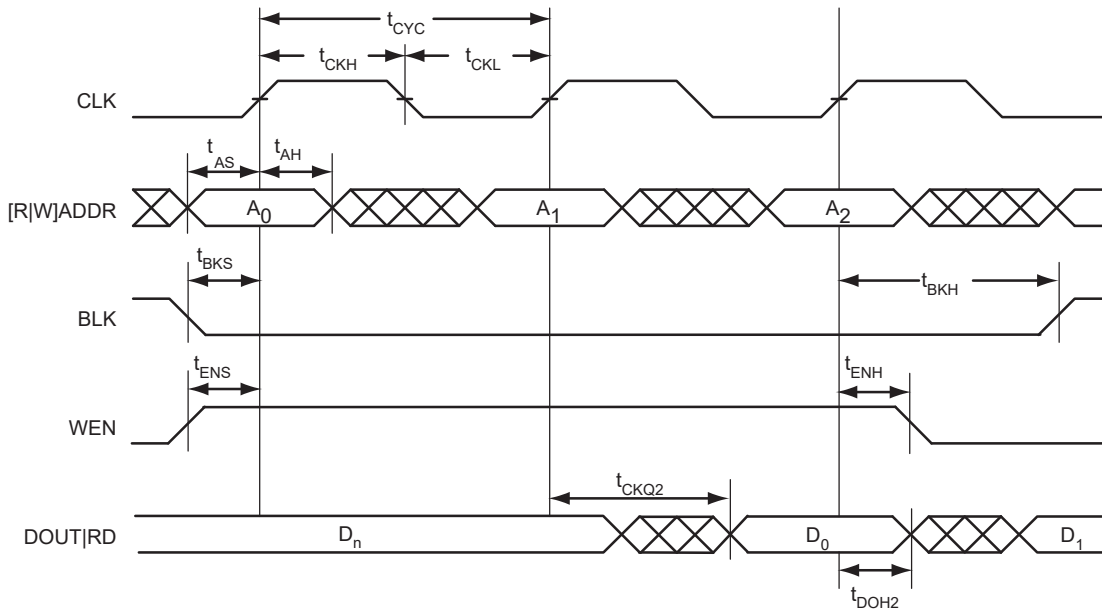 tCYC
tCKH tCKL
CLK
tAS tAH
[R|W]ADDR A0 A1 A2
tBKS tBKH
BLK
tENS tENH
WEN
tCKQ2
DOUT|RD Dn D0 D1
tDOH2